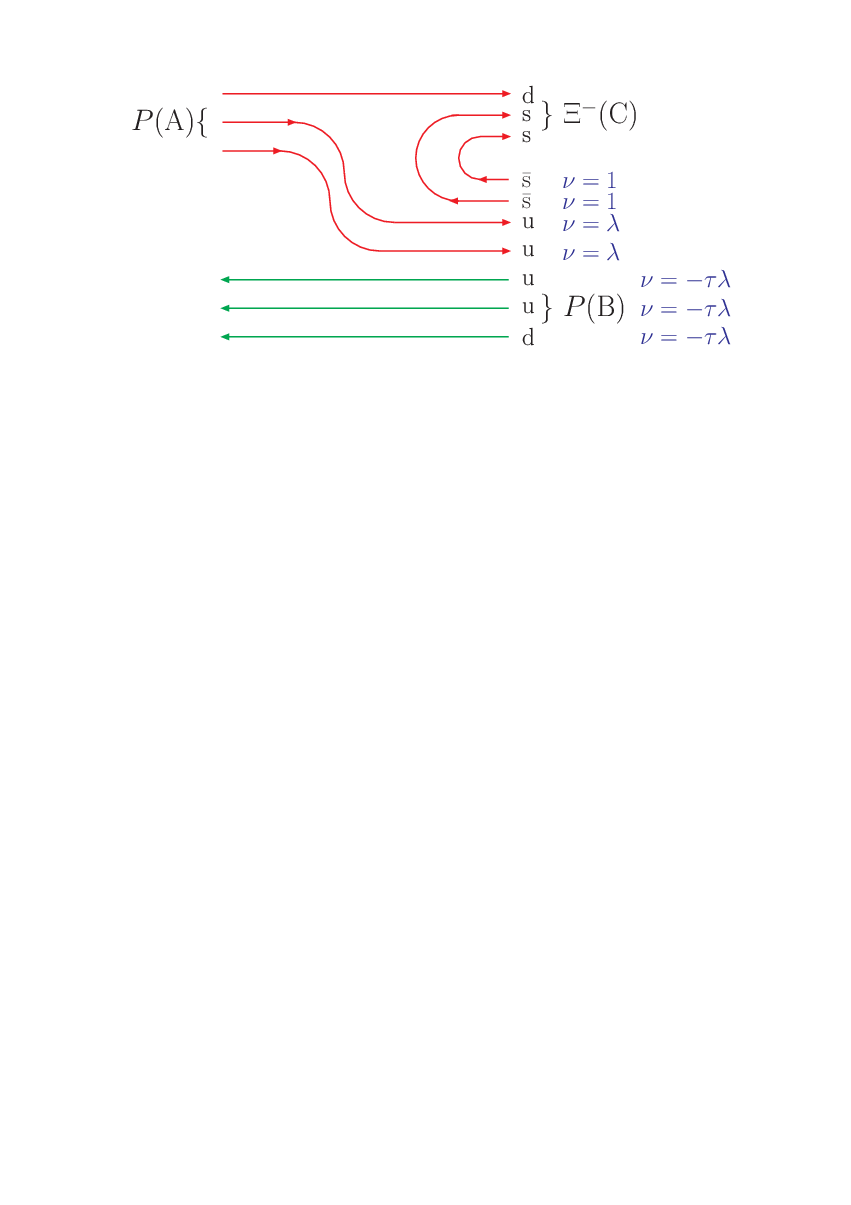 d
P(A){ s } Ξ⁻(C)
s
s̄ ν = 1
s̄ ν = 1
u ν = λ
u ν = λ
u ν = −τλ
u } P(B) ν = −τλ
d ν = −τλ